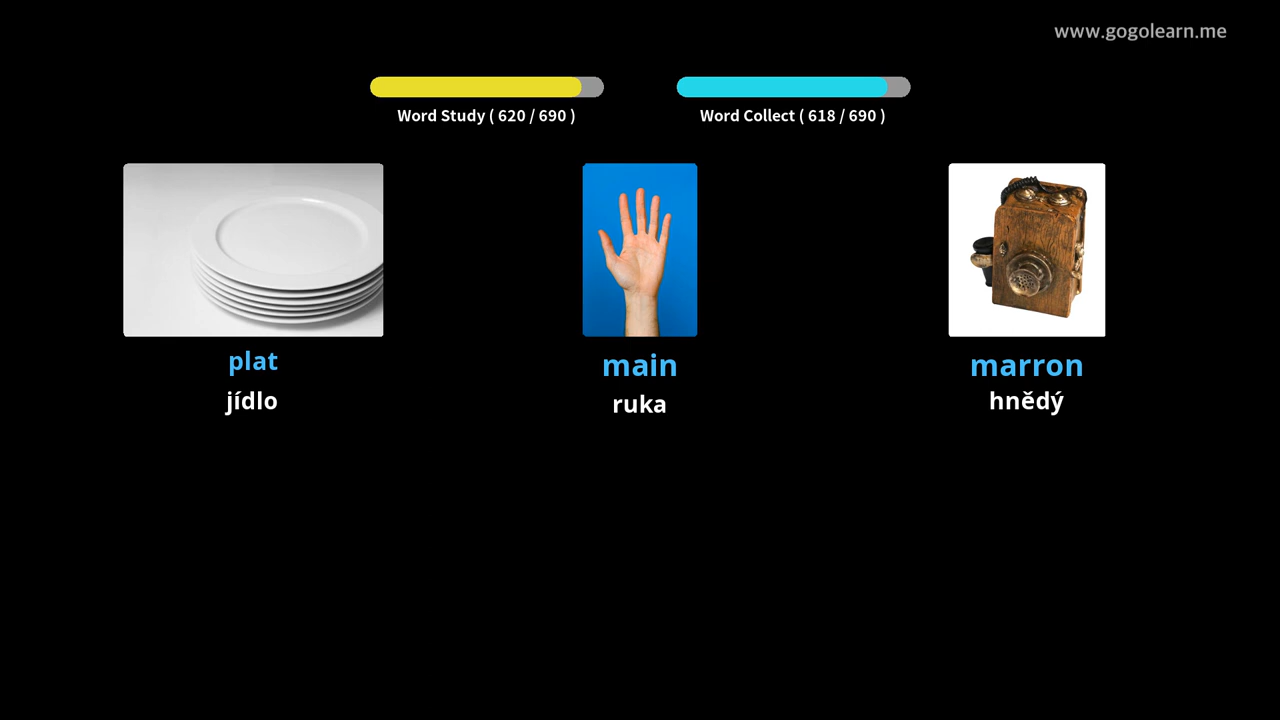 www.gogolearn.me
Word Study ( 620 / 690 )
Word Collect ( 618 / 690 )
plat
jídlo
main
ruka
marron
hnědý